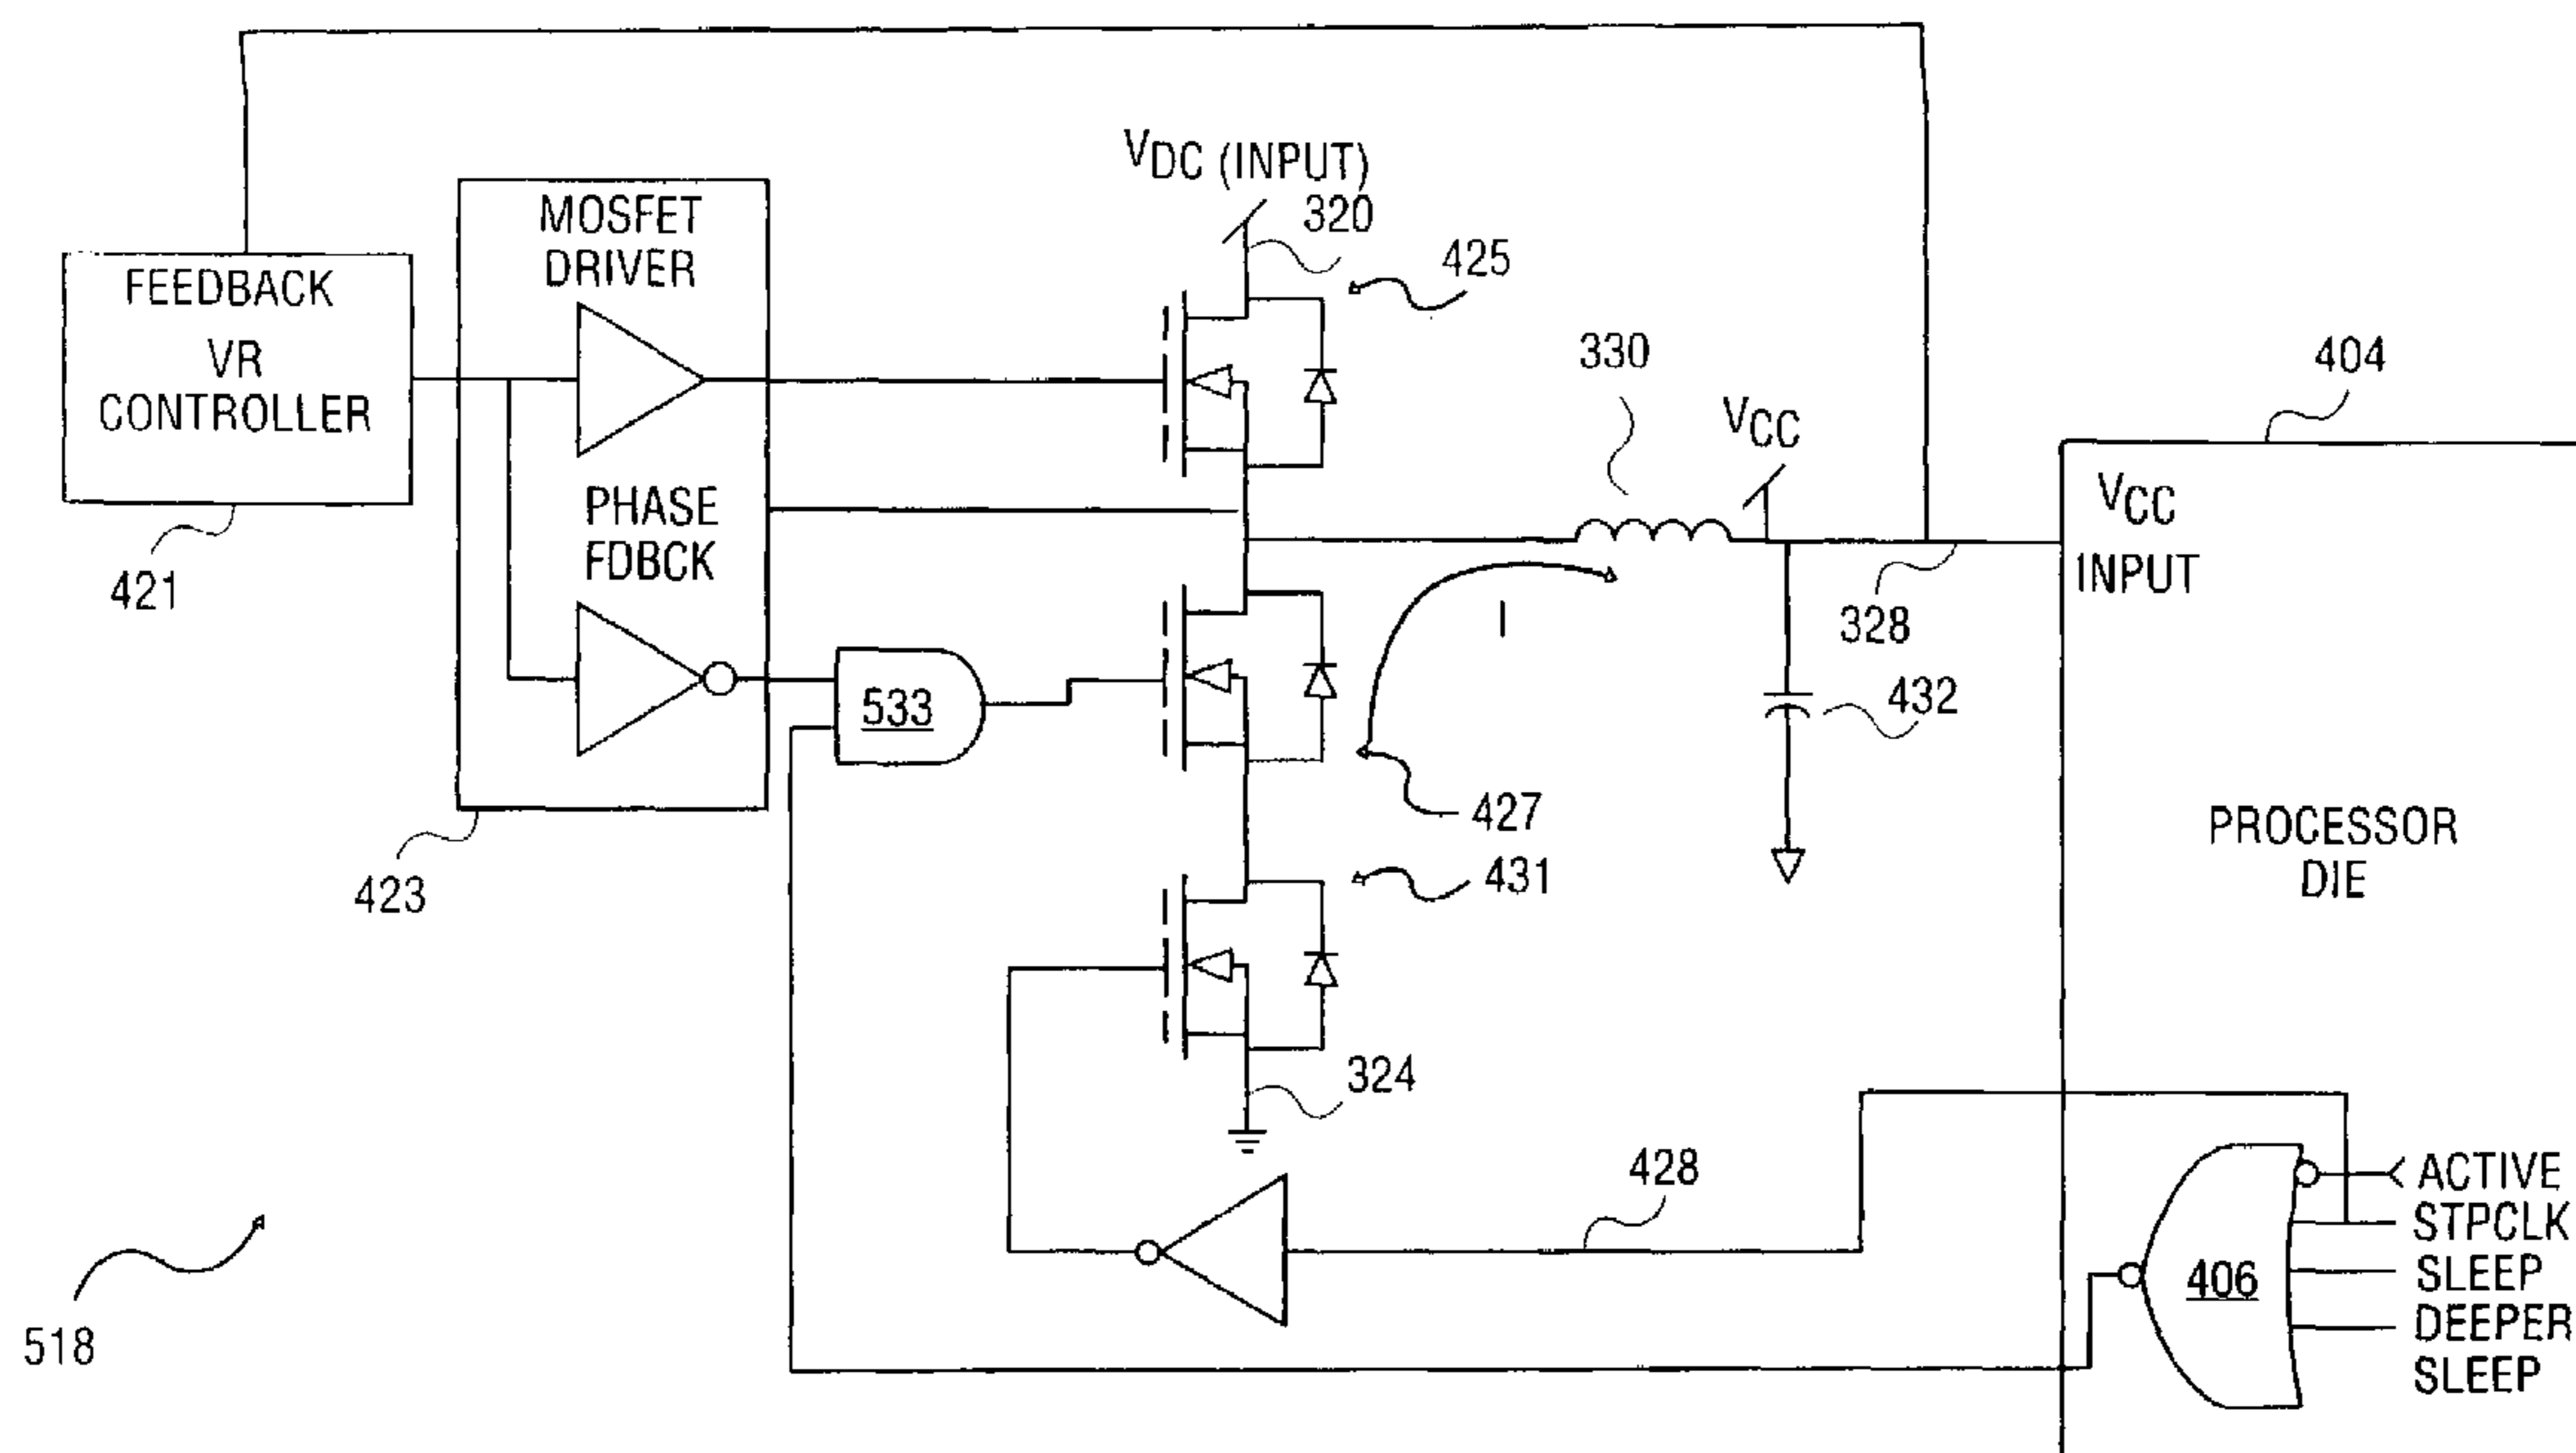 VDC (INPUT)
320
MOSFET
DRIVER
425
FEEDBACK
VR
CONTROLLER
330
404
VCC
VCC
INPUT
PHASE
FDBCK
421
328
533
432
427
423
431
PROCESSOR
DIE
324
428
ACTIVE
STPCLK
SLEEP
DEEPER
SLEEP
406
518
I